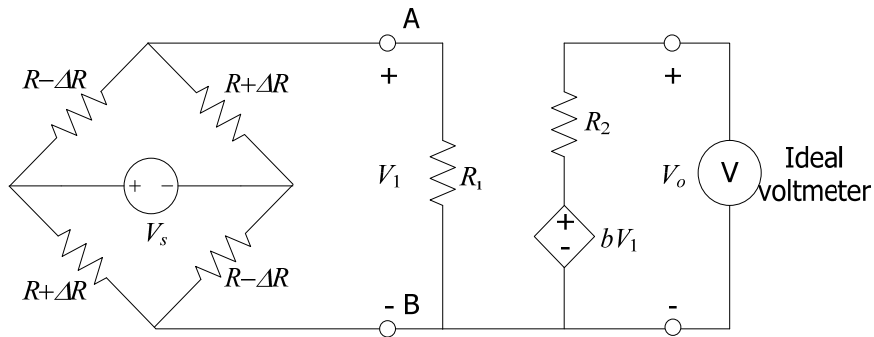 A
R−ΔR
R+ΔR
+
+
R₂
V₁
R₁
Vₒ
V
Ideal
voltmeter
+ −
Vₛ
+
-
bV₁
R+ΔR
R−ΔR
- B
-